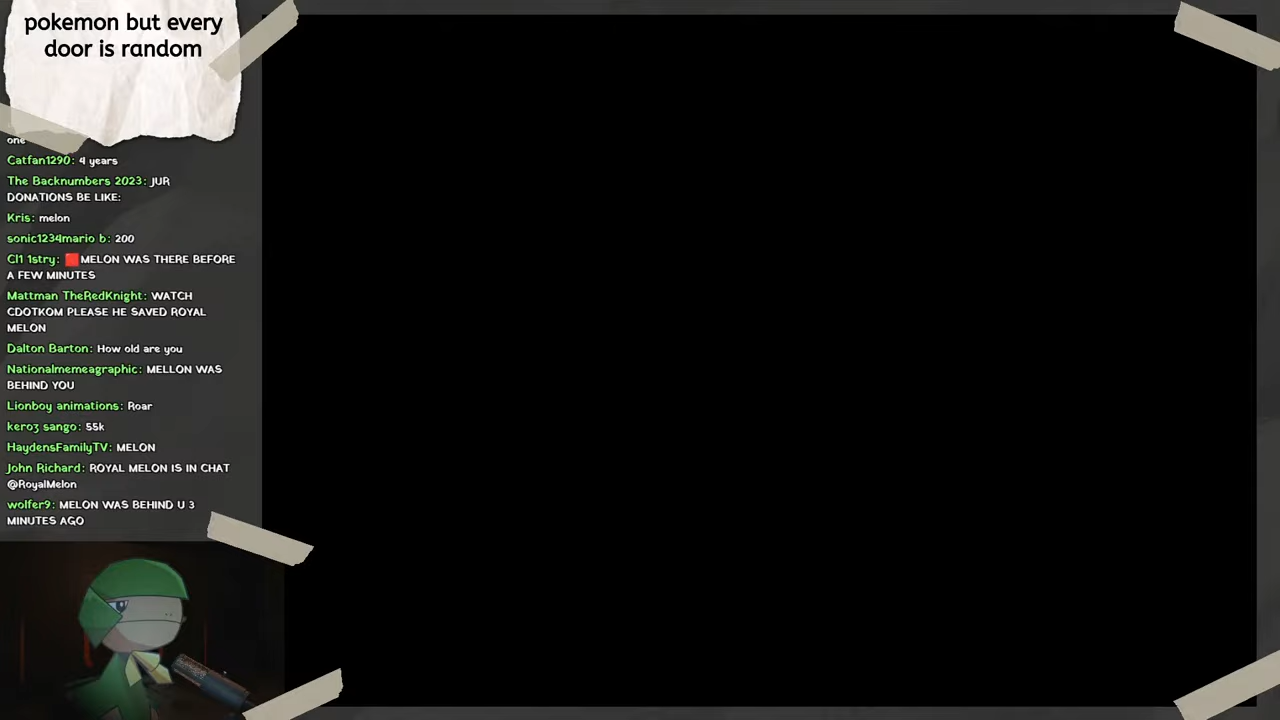 pokemon but every
door is random
one
Catfan1290: 4 years
The Backnumbers 2023: JUR
DONATIONS BE LIKE:
Kris: melon
sonic1234mario b: 200
Cl1 1stry: 🟥MELON WAS THERE BEFORE
A FEW MINUTES
Mattman TheRedKnight: WATCH
CDOTKOM PLEASE HE SAVED ROYAL
MELON
Dalton Barton: How old are you
Nationalmemeagraphic: MELLON WAS
BEHIND YOU
Lionboy animations: Roar
keroz sango: 55k
HaydensFamilyTV: MELON
John Richard: ROYAL MELON IS IN CHAT
@RoyalMelon
wolfer9: MELON WAS BEHIND U 3
MINUTES AGO